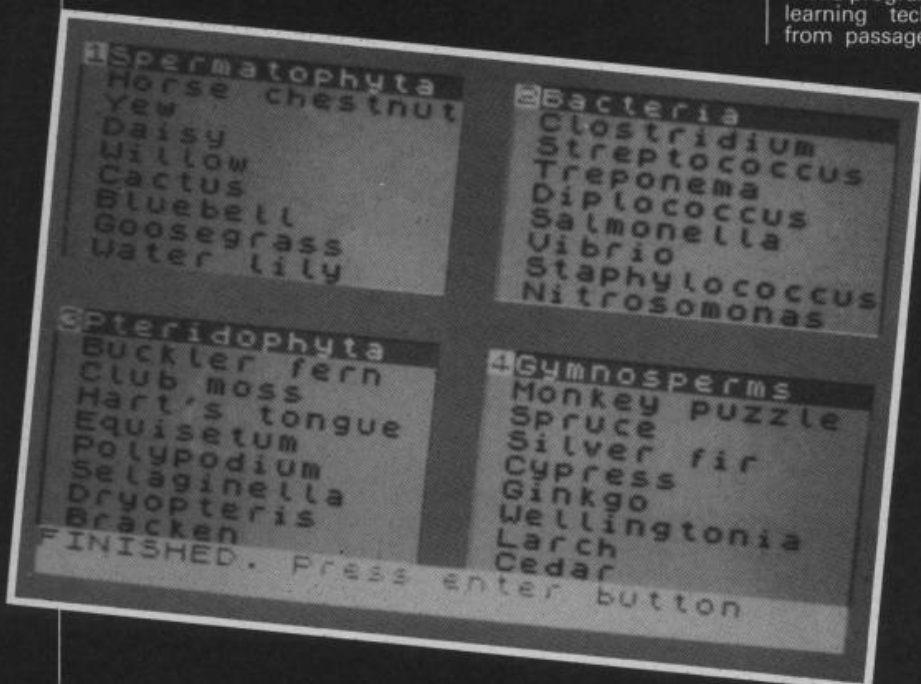 learning tec
from passage
1Spermatophyta
Horse chestnut
Yew
Daisy
Willow
Cactus
Bluebell
Goosegrass
Water lily
2Bacteria
Clostridium
Streptococcus
Treponema
Diplococcus
Salmonella
Vibrio
Staphylococcus
Nitrosomonas
3Pteridophyta
Buckler fern
Club moss
Hart's tongue
Equisetum
Polypodium
Selaginella
Dryopteris
Bracken
4Gymnosperms
Monkey puzzle
Spruce
Silver fir
Cypress
Ginkgo
Wellingtonia
Larch
Cedar
FINISHED. Press enter button